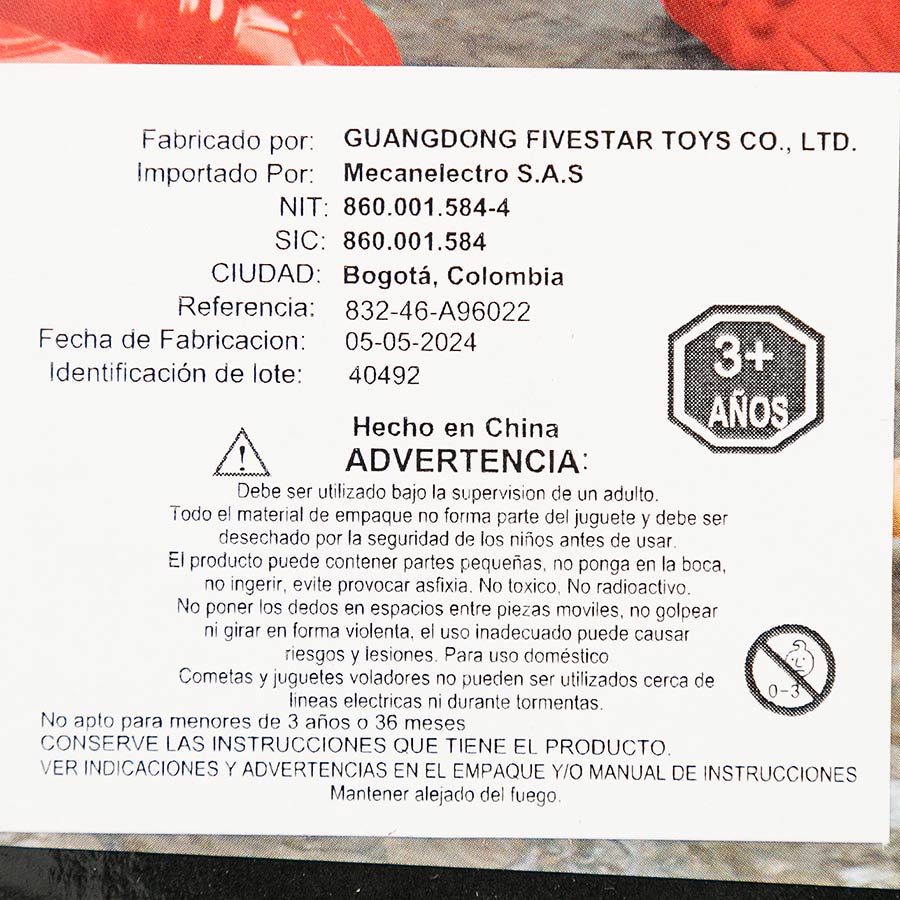 Fabricado por: GUANGDONG FIVESTAR TOYS CO., LTD.
Importado Por: Mecanelectro S.A.S
NIT: 860.001.584-4
SIC: 860.001.584
CIUDAD: Bogotá, Colombia
Referencia: 832-46-A96022
Fecha de Fabricacion: 05-05-2024
Identificación de lote: 40492
3+
AÑOS
Hecho en China
ADVERTENCIA:
Debe ser utilizado bajo la supervision de un adulto.
Todo el material de empaque no forma parte del juguete y debe ser
desechado por la seguridad de los niños antes de usar.
El producto puede contener partes pequeñas, no ponga en la boca,
no ingerir, evite provocar asfixia. No toxico, No radioactivo.
No poner los dedos en espacios entre piezas moviles, no golpear
ni girar en forma violenta, el uso inadecuado puede causar
riesgos y lesiones. Para uso doméstico
Cometas y juguetes voladores no pueden ser utilizados cerca de
lineas electricas ni durante tormentas.
0-3
No apto para menores de 3 años o 36 meses
CONSERVE LAS INSTRUCCIONES QUE TIENE EL PRODUCTO.
VER INDICACIONES Y ADVERTENCIAS EN EL EMPAQUE Y/O MANUAL DE INSTRUCCIONES
Mantener alejado del fuego.